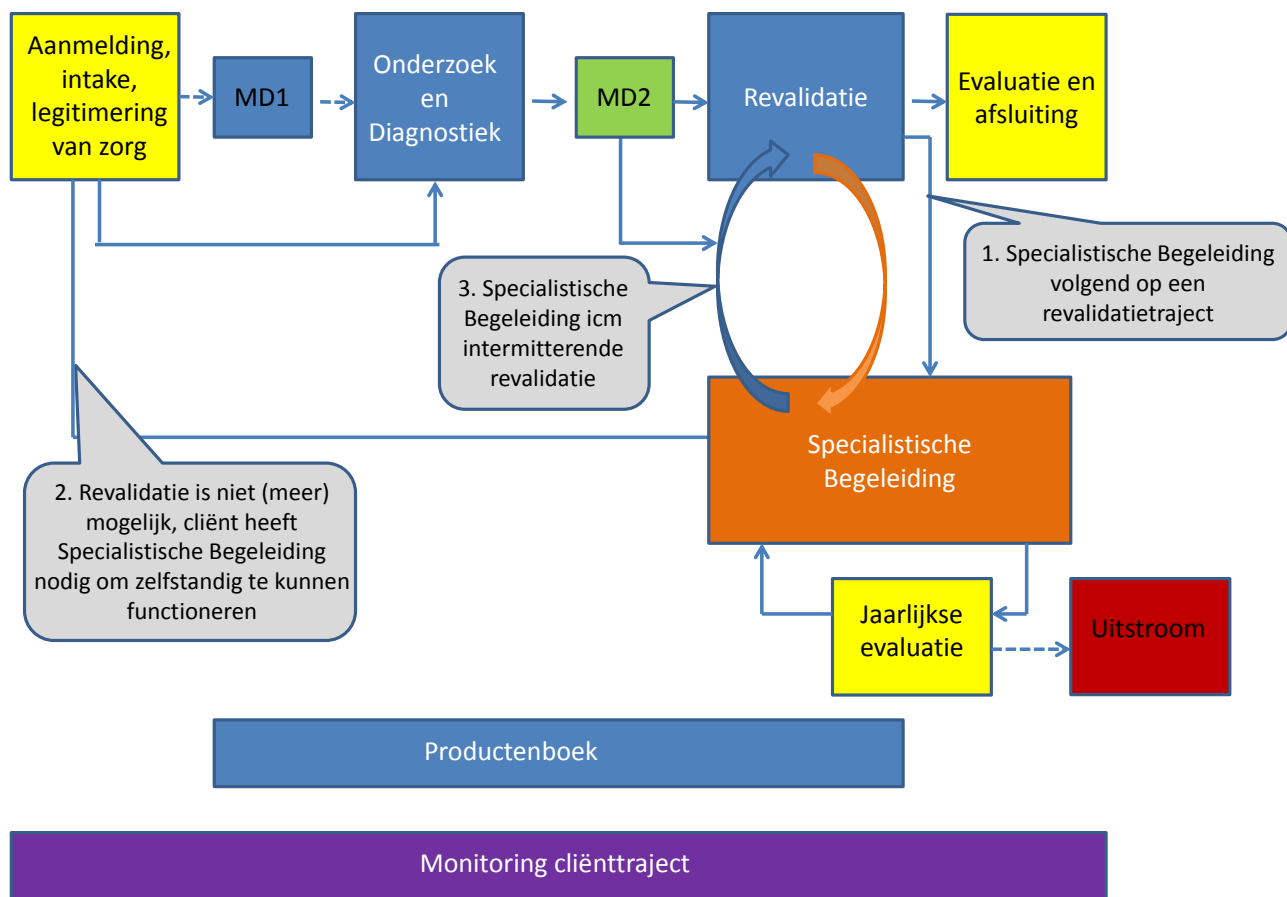 Aanmelding,
intake,
legitimering
van zorg
MD1
Onderzoek
en
Diagnostiek
MD2
Revalidatie
Evaluatie en
afsluiting
1. Specialistische Begeleiding
volgend op een
revalidatietraject
3. Specialistische
Begeleiding icm
intermitterende
revalidatie
Specialistische
Begeleiding
2. Revalidatie is niet (meer)
mogelijk, cliënt heeft
Specialistische Begeleiding
nodig om zelfstandig te kunnen
functioneren
Jaarlijkse
evaluatie
Uitstroom
Productenboek
Monitoring cliënttraject